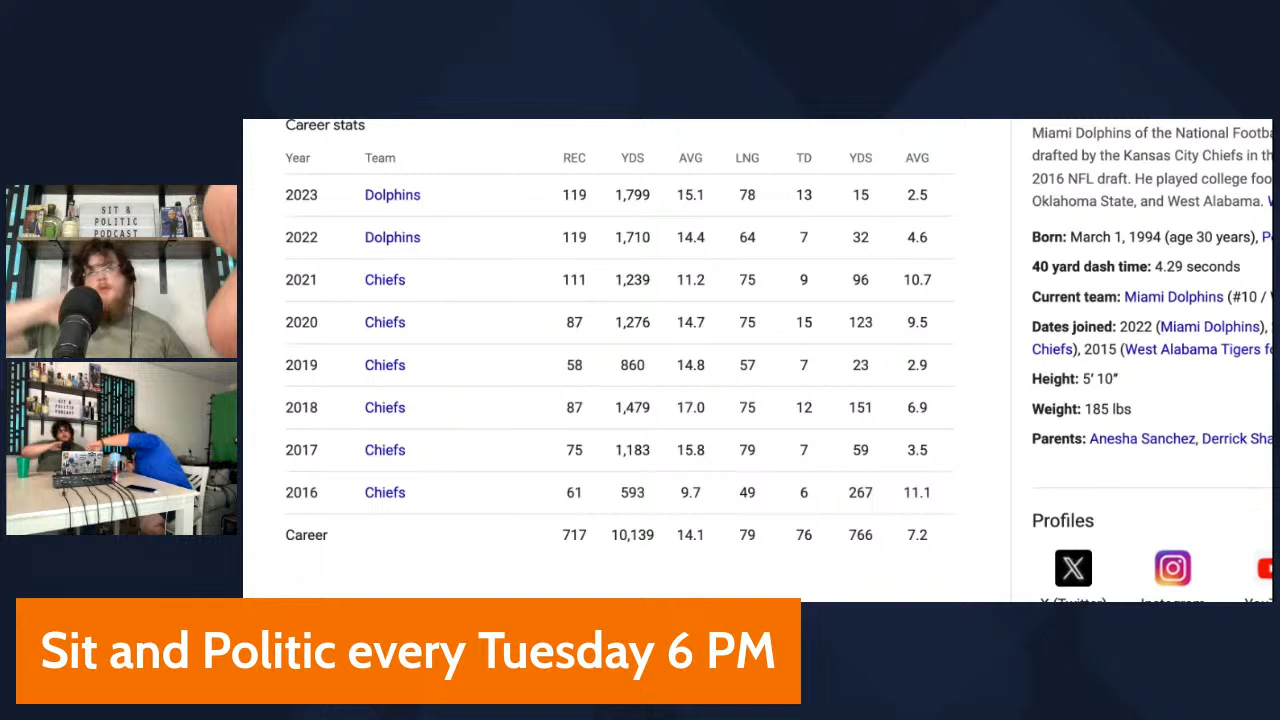 Career stats
Year Team REC YDS AVG LNG TD YDS AVG
2023 Dolphins 119 1,799 15.1 78 13 15 2.5
2022 Dolphins 119 1,710 14.4 64 7 32 4.6
2021 Chiefs 111 1,239 11.2 75 9 96 10.7
2020 Chiefs 87 1,276 14.7 75 15 123 9.5
2019 Chiefs 58 860 14.8 57 7 23 2.9
2018 Chiefs 87 1,479 17.0 75 12 151 6.9
2017 Chiefs 75 1,183 15.8 79 7 59 3.5
2016 Chiefs 61 593 9.7 49 6 267 11.1
Career 717 10,139 14.1 79 76 766 7.2
Miami Dolphins of the National Footba
drafted by the Kansas City Chiefs in th
2016 NFL draft. He played college foo
Oklahoma State, and West Alabama.
Born: March 1, 1994 (age 30 years), P
40 yard dash time: 4.29 seconds
Current team: Miami Dolphins (#10 /
Dates joined: 2022 (Miami Dolphins),
Chiefs), 2015 (West Alabama Tigers fo
Height: 5′ 10″
Weight: 185 lbs
Parents: Anesha Sanchez, Derrick Sha
Profiles
X (Twitter) Instagram
SIT &
POLITIC
PODCAST
SIT &
POLITIC
PODCAST
Sit and Politic every Tuesday 6 PM